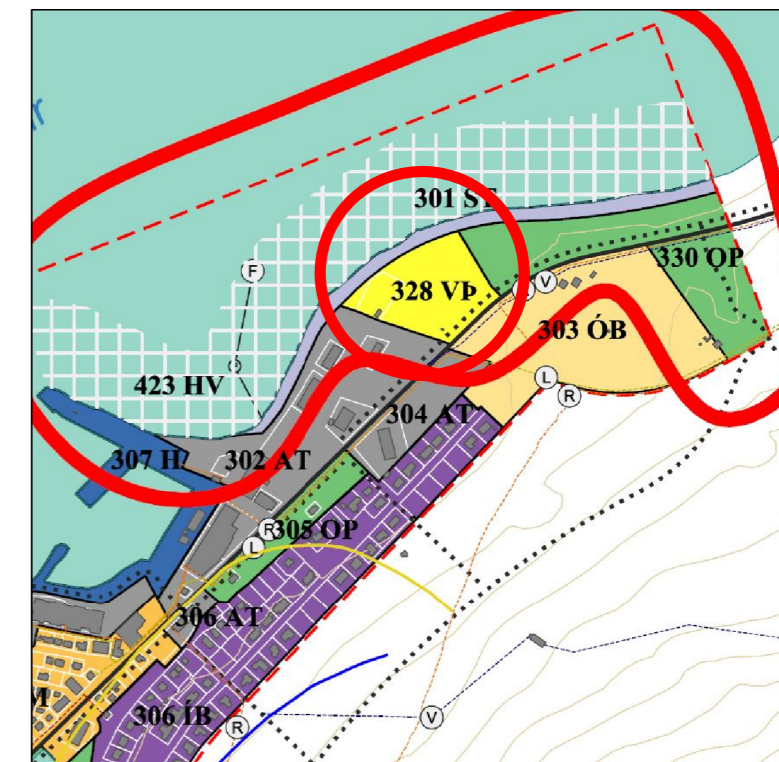 r
301 ST
F
328 VÞ
330 OP
V
303 ÓB
423 HV
L
R
304 AT
307 H
302 AT
R
305 OP
L
306 AT
M
306 ÍB
R
V